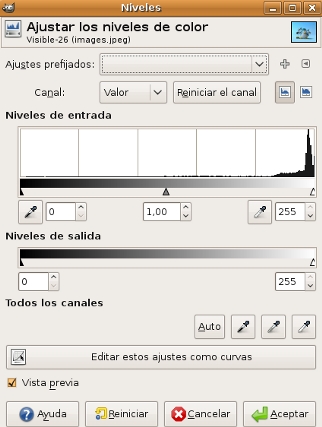 Niveles
Ajustar los niveles de color
Visible-26 (images.jpeg)
Ajustes prefijados:
Canal: Valor Reiniciar el canal
Niveles de entrada
0 1,00 255
Niveles de salida
0 255
Todos los canales
Auto
Editar estos ajustes como curvas
Vista previa
Ayuda Reiniciar Cancelar Aceptar